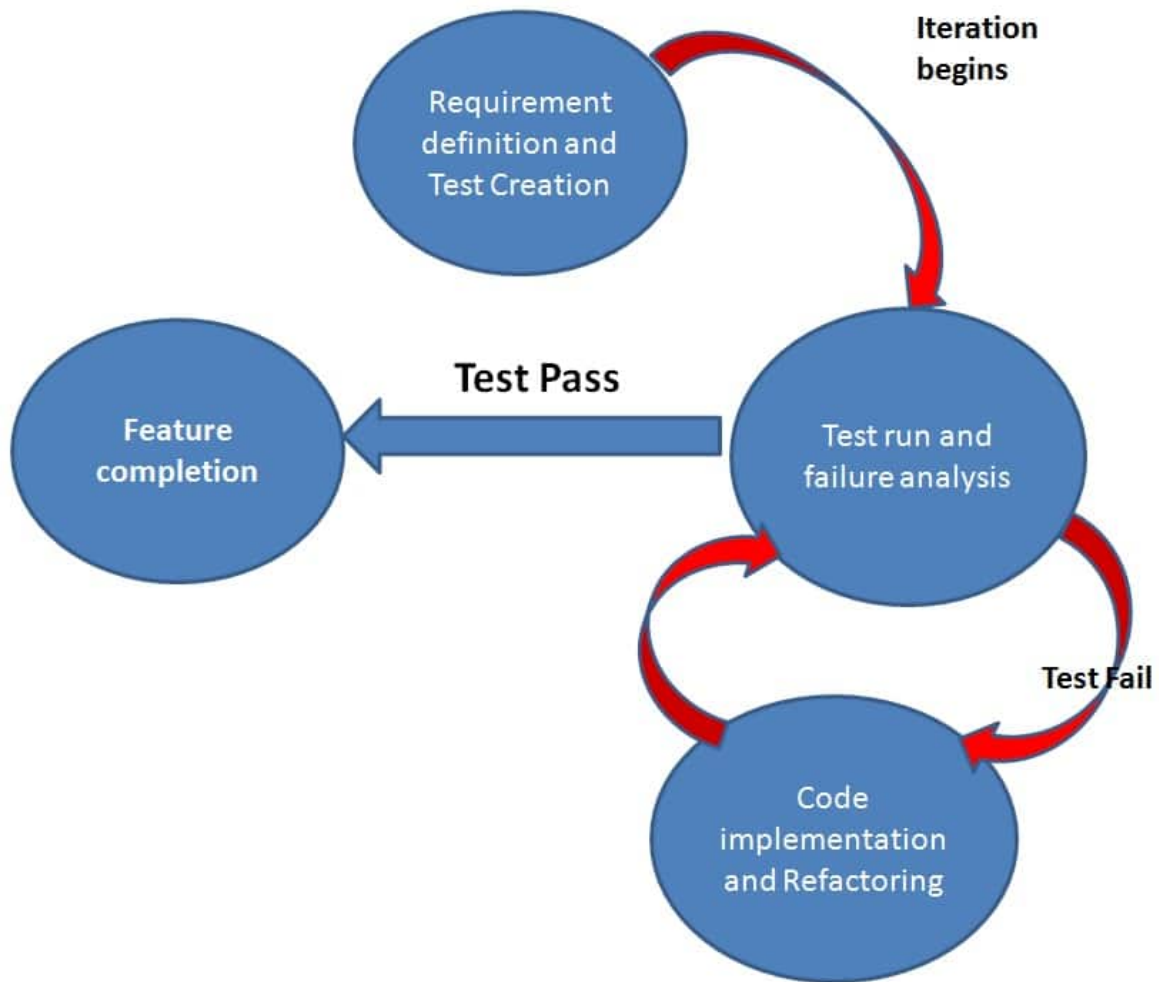 Iteration
begins
Requirement
definition and
Test Creation
Test Pass
Feature
completion
Test run and
failure analysis
Test Fail
Code
implementation
and Refactoring